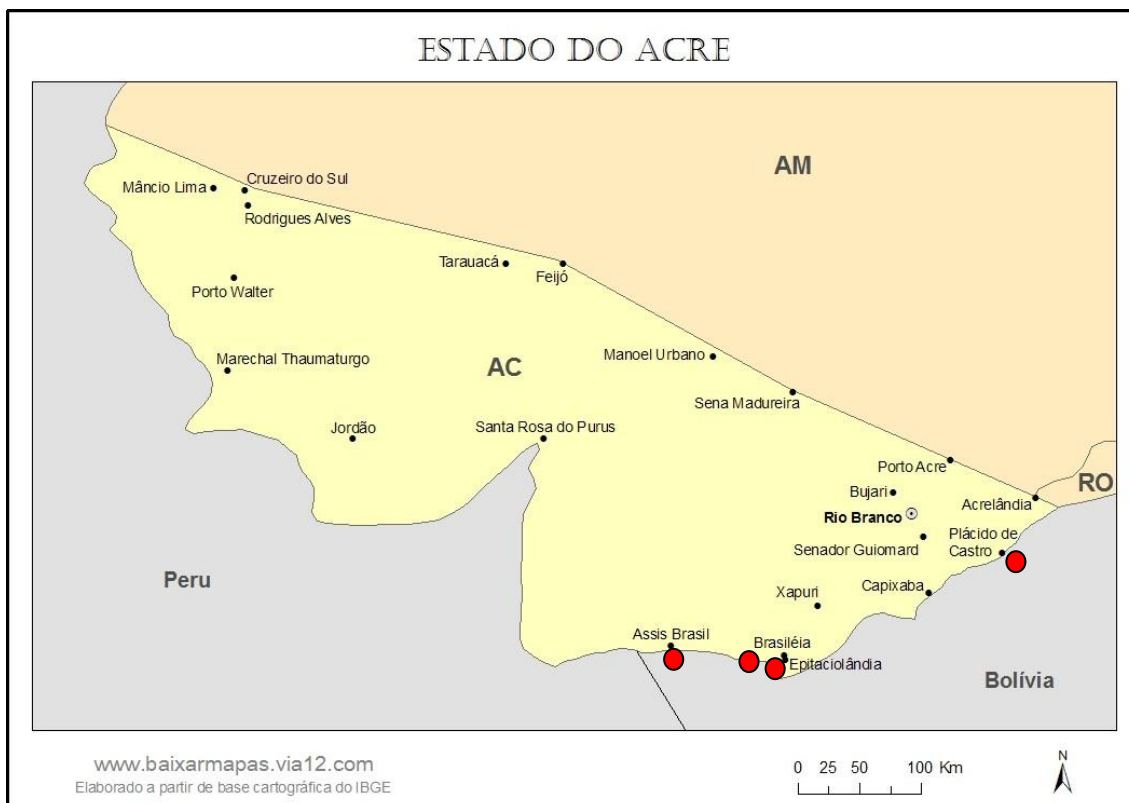 ESTADO DO ACRE
AM
Mâncio Lima
Cruzeiro do Sul
Rodrigues Alves
Tarauacá
Feijó
Porto Walter
Manoel Urbano
Marechal Thaumaturgo
AC
Sena Madureira
Jordão
Santa Rosa do Purus
Porto Acre
RO
Bujari
Acrelândia
Rio Branco
Plácido de
Castro
Senador Guiomard
Peru
Xapuri
Capixaba
Assis Brasil
Brasiléia
Epitaciolândia
Bolívia
www.baixarmapas.via12.com
Elaborado a partir de base cartográfica do IBGE
0 25 50 100 Km
N